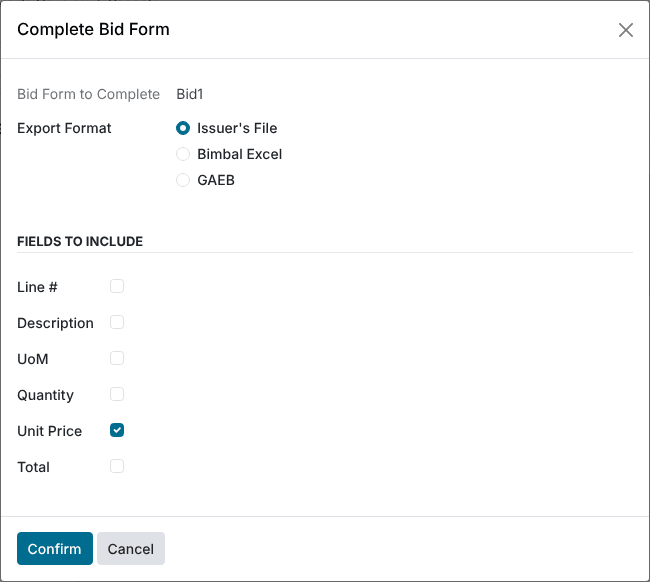 Complete Bid Form
Bid Form to Complete Bid1
Export Format Issuer's File
Bimbal Excel
GAEB
FIELDS TO INCLUDE
Line #
Description
UoM
Quantity
Unit Price
Total
Confirm Cancel